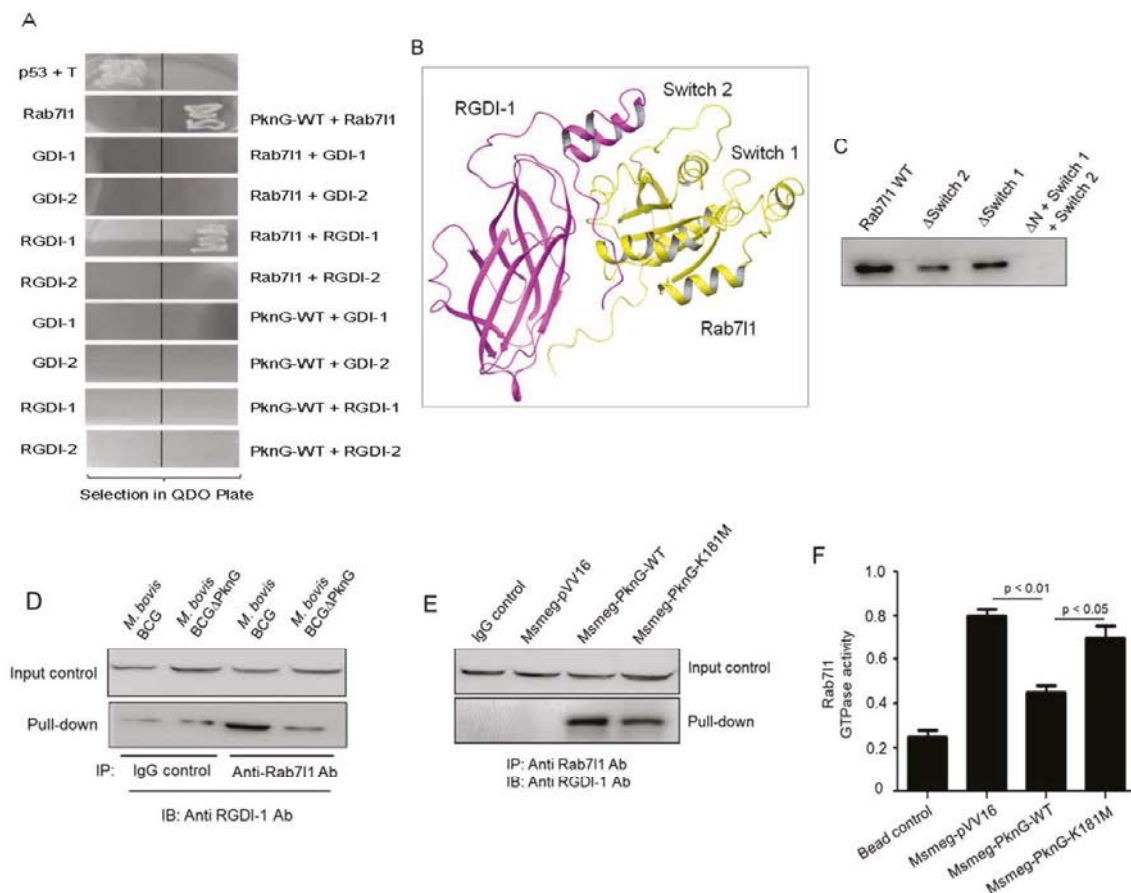 A
p53 + T
Rab7l1
PknG-WT + Rab7l1
GDI-1
Rab7l1 + GDI-1
GDI-2
Rab7l1 + GDI-2
RGDI-1
Rab7l1 + RGDI-1
RGDI-2
Rab7l1 + RGDI-2
GDI-1
PknG-WT + GDI-1
GDI-2
PknG-WT + GDI-2
RGDI-1
PknG-WT + RGDI-1
RGDI-2
PknG-WT + RGDI-2
Selection in QDO Plate
B
RGDI-1
Switch 2
Switch 1
Rab7l1
C
Rab7l1 WT
ΔSwitch 2
ΔSwitch 1
ΔN + Switch 1
+ Switch 2
D
M. bovis
BCG
M. bovis
BCGΔPknG
M. bovis
BCG
M. bovis
BCGΔPknG
Input control
Pull-down
IP:
IgG control
Anti-Rab7l1 Ab
IB: Anti RGDI-1 Ab
E
IgG control
Msmeg-pVV16
Msmeg-PknG-WT
Msmeg-PknG-K181M
Input control
Pull-down
IP: Anti Rab7l1 Ab
IB: Anti RGDI-1 Ab
F
Rab7l1
GTPase activity
0.8
0.6
0.4
0.2
p < 0.01
p < 0.05
Bead control
Msmeg-pVV16
Msmeg-PknG-WT
Msmeg-PknG-K181M